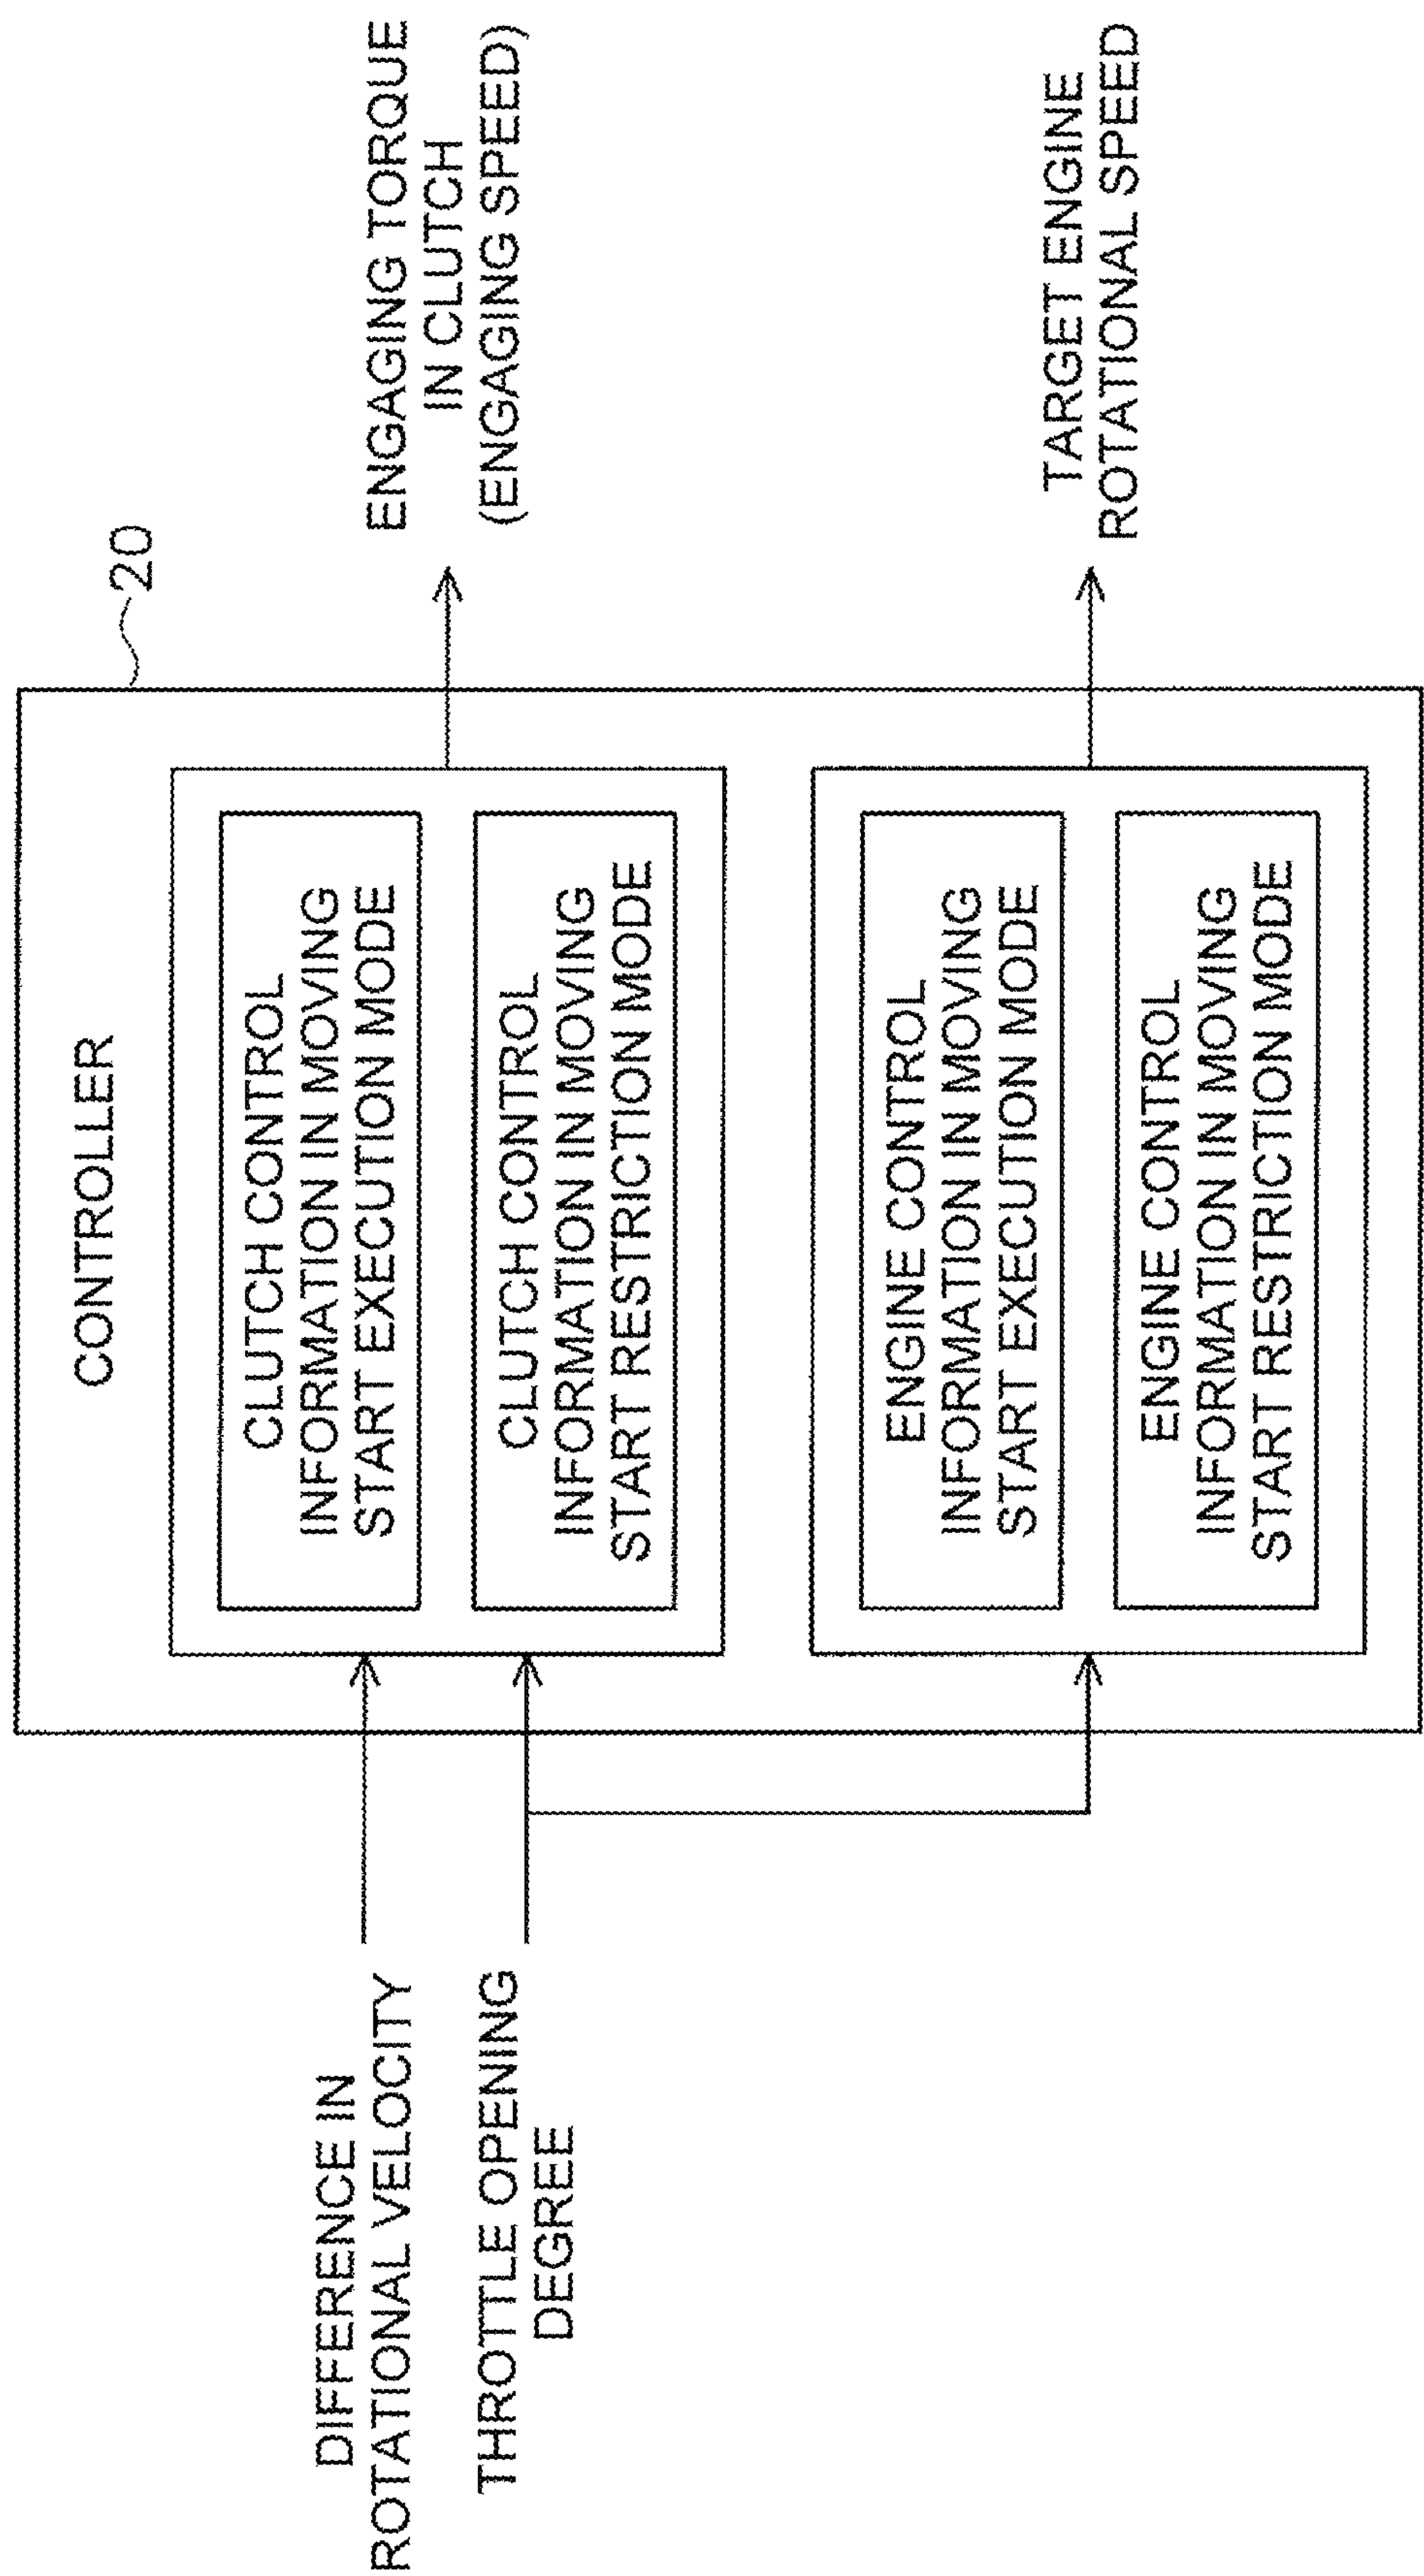 20
CONTROLLER
DIFFERENCE IN
ROTATIONAL VELOCITY
THROTTLE OPENING
DEGREE
CLUTCH CONTROL
INFORMATION IN MOVING
START EXECUTION MODE
CLUTCH CONTROL
INFORMATION IN MOVING
START RESTRICTION MODE
ENGINE CONTROL
INFORMATION IN MOVING
START EXECUTION MODE
ENGINE CONTROL
INFORMATION IN MOVING
START RESTRICTION MODE
ENGAGING TORQUE
IN CLUTCH
(ENGAGING SPEED)
TARGET ENGINE
ROTATIONAL SPEED